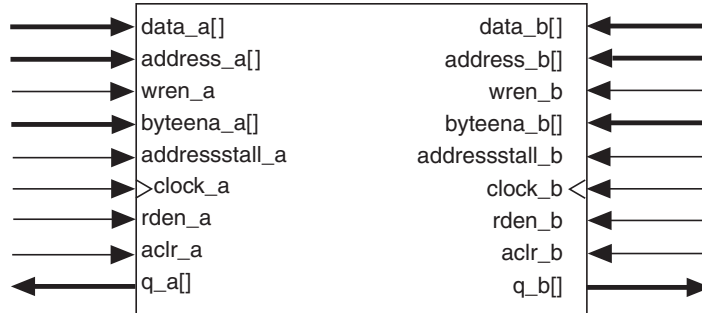 data_a[] data_b[]
address_a[] address_b[]
wren_a wren_b
byteena_a[] byteena_b[]
addressstall_a addressstall_b
clock_a clock_b
rden_a rden_b
aclr_a aclr_b
q_a[] q_b[]